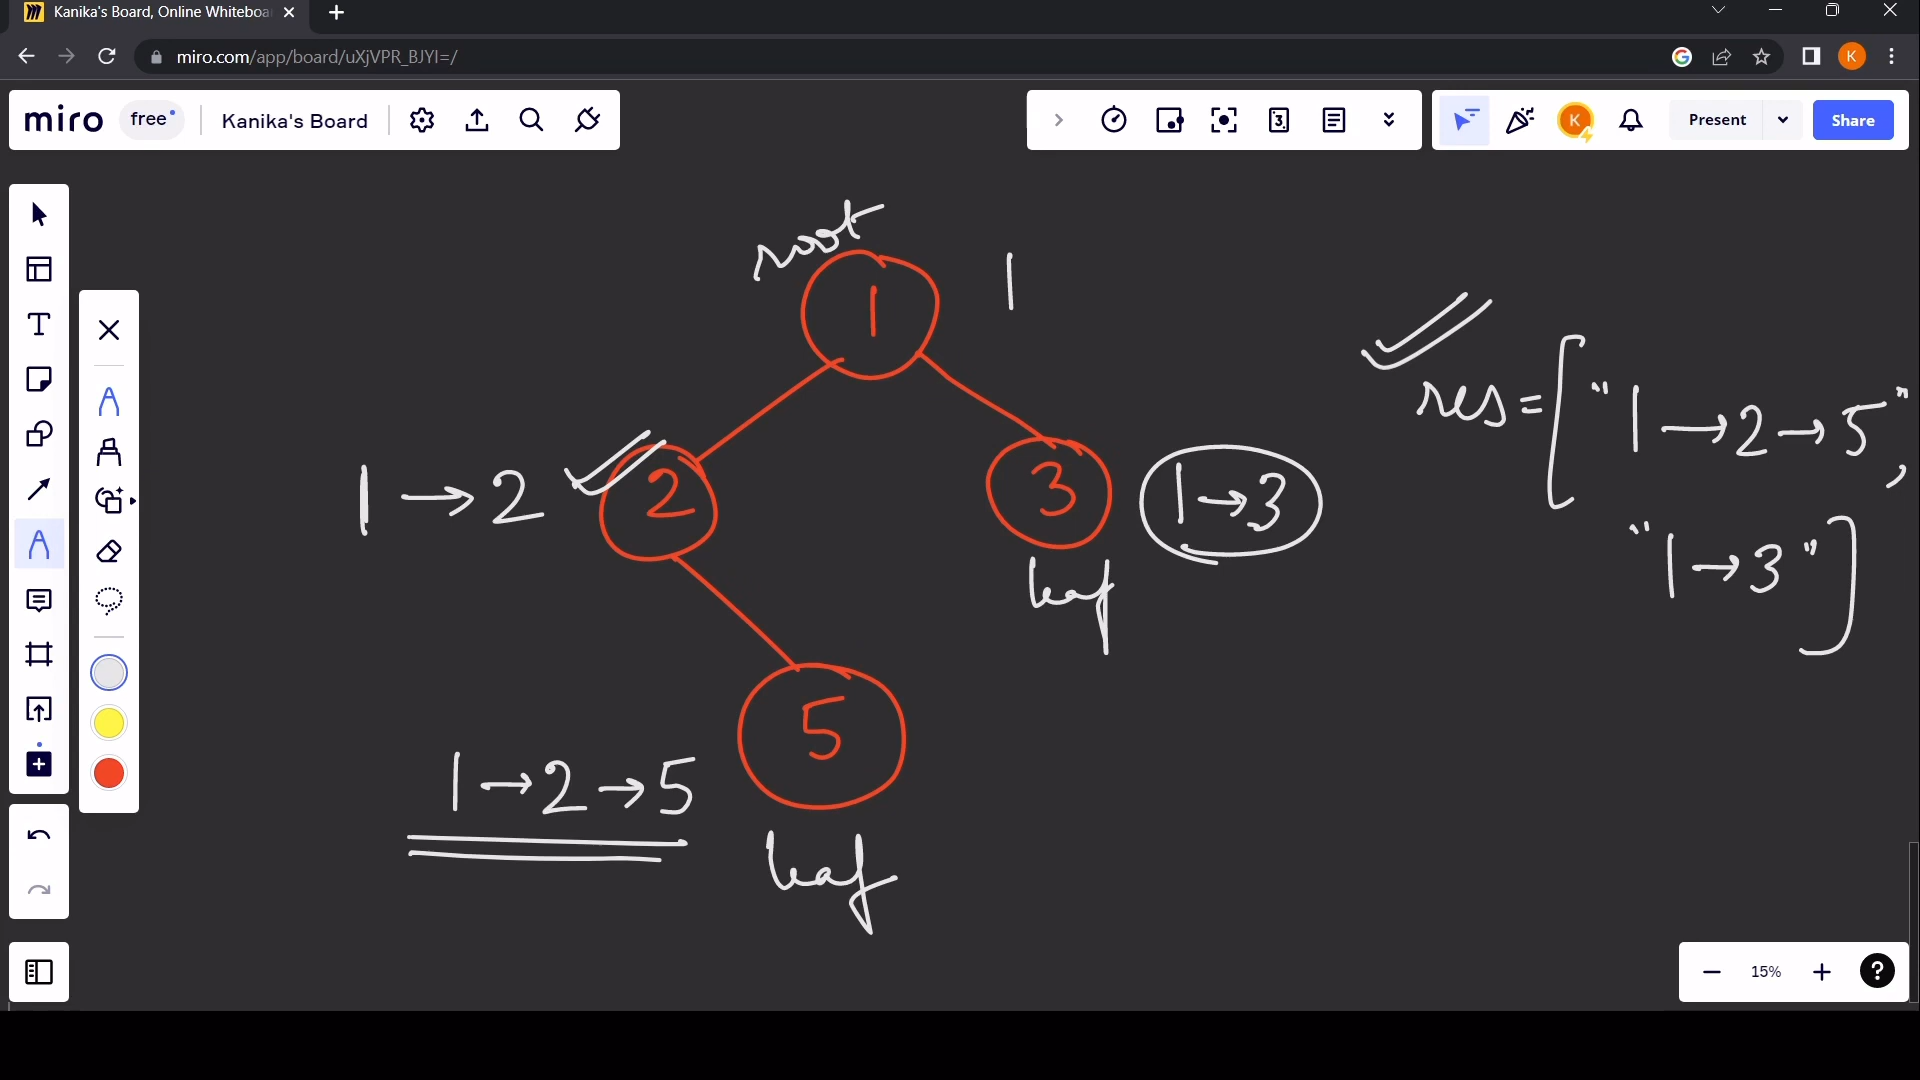 Kanika's Board, Online Whiteboa
miro.com/app/board/uXjVPR_BJYI=/
K
miro
free
Kanika's Board
3
K
Present
Share
T
root
1
1
res = [ "1→2→5",
"1→3" ]
1→2
2
3
1→3
leaf
5
1→2→5
leaf
15%
?